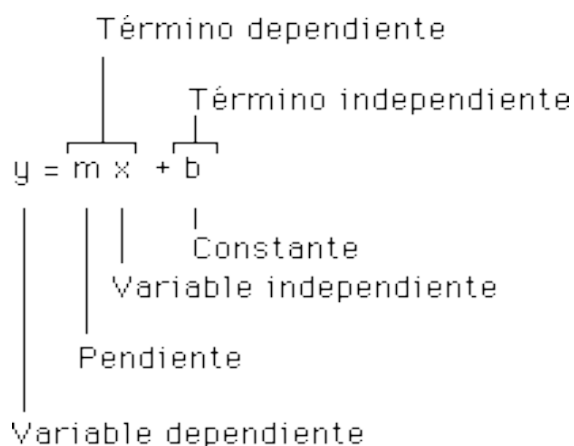 Término dependiente
Término independiente
y = m x + b
Constante
Variable independiente
Pendiente
Variable dependiente